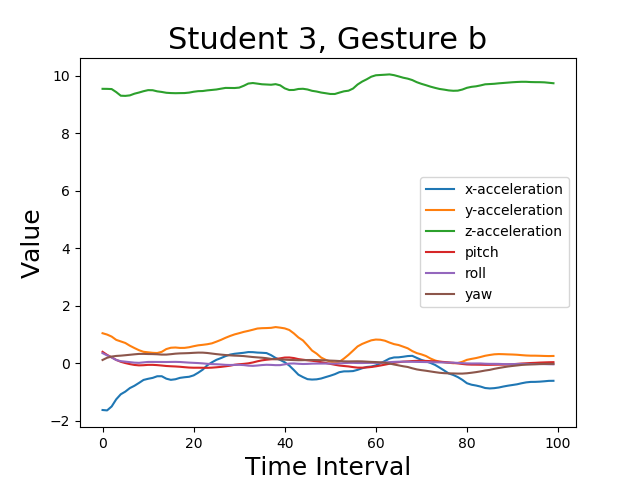 Student 3, Gesture b
Value
10
8
6
4
2
0
−2
x-acceleration
y-acceleration
z-acceleration
pitch
roll
yaw
0 20 40 60 80 100
Time Interval